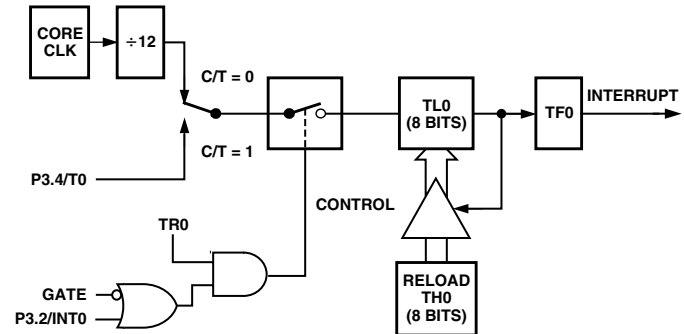 CORE
CLK
÷12
C/T = 0
C/T = 1
P3.4/T0
TL0
(8 BITS)
TF0
INTERRUPT
CONTROL
TR0
GATE
P3.2/INT0
RELOAD
TH0
(8 BITS)